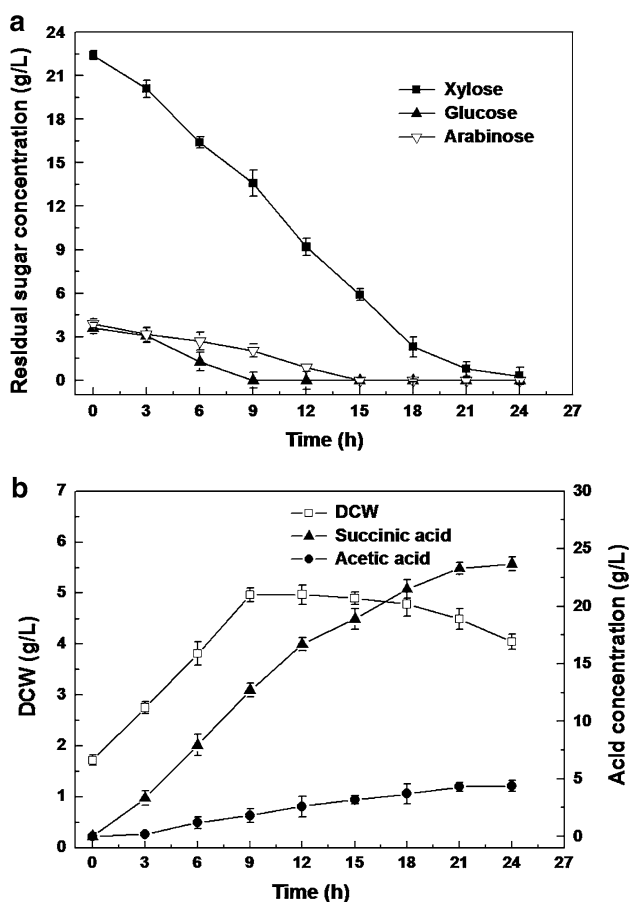 a
Residual sugar concentration (g/L)
24
21
18
15
12
9
6
3
0
Xylose
Glucose
Arabinose
0 3 6 9 12 15 18 21 24 27
Time (h)
b
DCW (g/L)
7
6
5
4
3
2
1
0
DCW
Succinic acid
Acetic acid
30
25
20
15
10
5
0
Acid concentration (g/L)
0 3 6 9 12 15 18 21 24 27
Time (h)